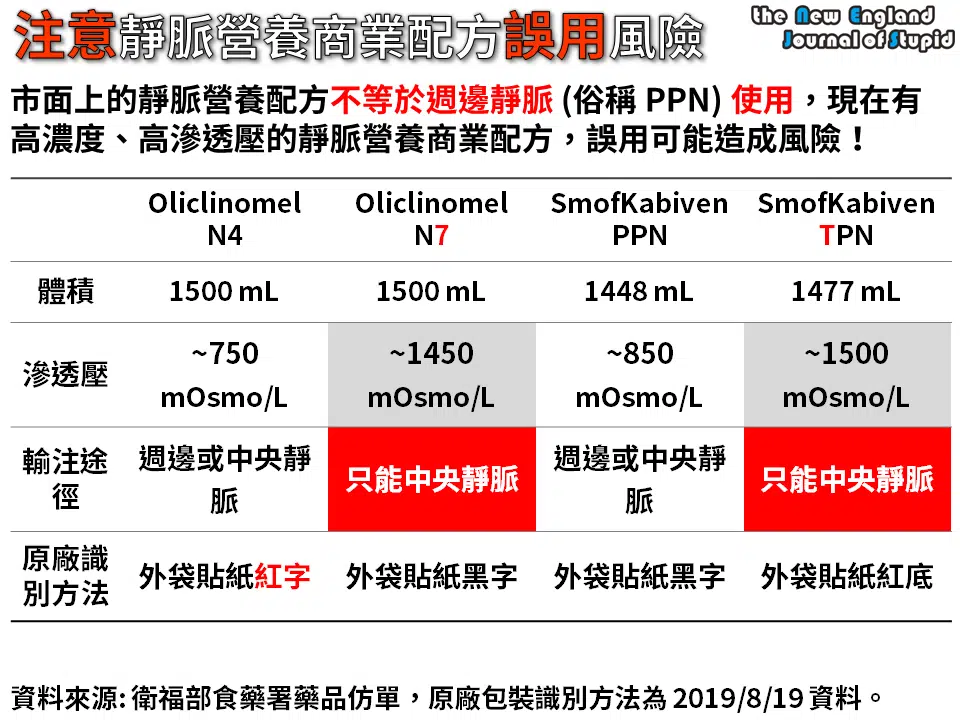 注意靜脈營養商業配方誤用風險
the New England
Journal of Stupid
市面上的靜脈營養配方不等於週邊靜脈 (俗稱 PPN) 使用，現在有
高濃度、高滲透壓的靜脈營養商業配方，誤用可能造成風險！
Oliclinomel Oliclinomel SmofKabiven SmofKabiven
N4 N7 PPN TPN
體積 1500 mL 1500 mL 1448 mL 1477 mL
滲透壓 ~750 ~1450 ~850 ~1500
mOsmo/L mOsmo/L mOsmo/L mOsmo/L
輸注途 週邊或中央靜 只能中央靜脈 週邊或中央靜 只能中央靜脈
徑 脈 脈
原廠識 外袋貼紙紅字 外袋貼紙黑字 外袋貼紙黑字 外袋貼紙紅底
別方法
資料來源: 衛福部食藥署藥品仿單，原廠包裝識別方法為 2019/8/19 資料。